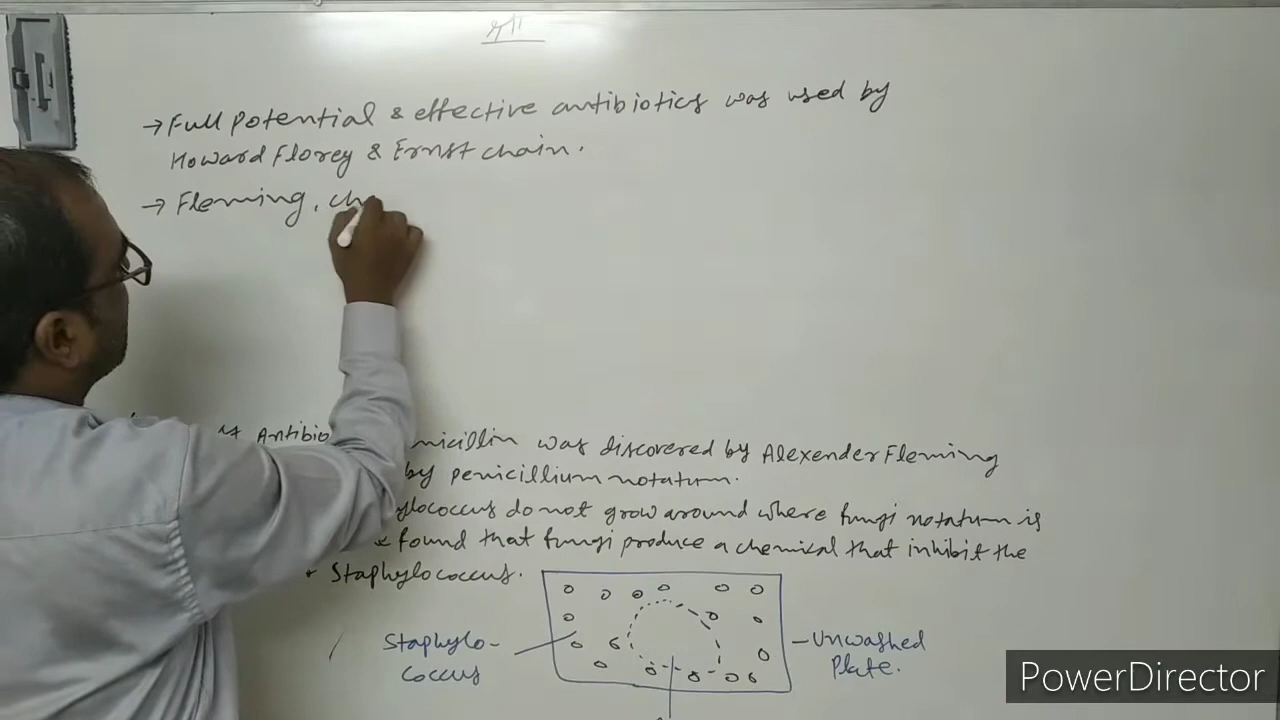 → Full potential & effective antibiotics was used by
Howard Florey & Ernst chain.
→ Fleming, ch
st Antibio nicillin was discovered by Alexender Fleming
by penicillium notatum.
ylococcus do not grow around where fungi notatum is
& found that fungi produce a chemical that inhibit the
Staphylococcus.
Staphylo-
coccus
Unwashed
plate.
PowerDirector